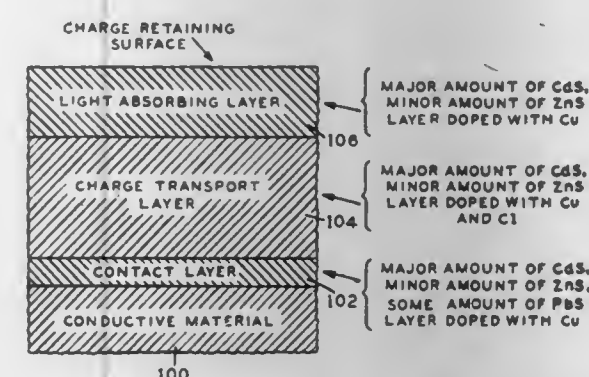 CHARGE RETAINING
SURFACE
LIGHT ABSORBING LAYER
106
MAJOR AMOUNT OF CdS,
MINOR AMOUNT OF ZnS
LAYER DOPED WITH Cu
CHARGE TRANSPORT
LAYER
104
MAJOR AMOUNT OF CdS,
MINOR AMOUNT OF ZnS
LAYER DOPED WITH Cu
AND Cl
CONTACT LAYER
102
MAJOR AMOUNT OF CdS,
MINOR AMOUNT OF ZnS,
SOME AMOUNT OF PbS
LAYER DOPED WITH Cu
CONDUCTIVE MATERIAL
100